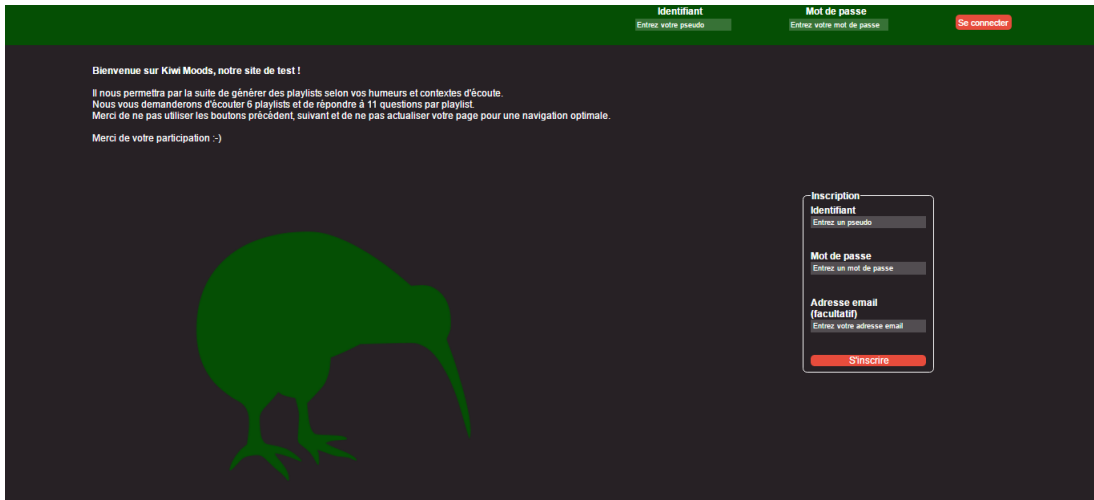 Identifiant
Mot de passe
Entrez votre pseudo
Entrez votre mot de passe
Se connecter
Bienvenue sur Kiwi Moods, notre site de test !
Il nous permettra par la suite de générer des playlists selon vos humeurs et contextes d'écoute.
Nous vous demanderons d'écouter 6 playlists et de répondre á 11 questions par playlist.
Merci de ne pas utiliser les boutons précédent, suivant et de ne pas actualiser votre page pour une navigation optimale.
Merci de votre participation :-)
Inscription
Identifiant
Entrez un pseudo
Mot de passe
Entrez un mot de passe
Adresse email
(facultatif)
Entrez votre adresse email
S'inscrire